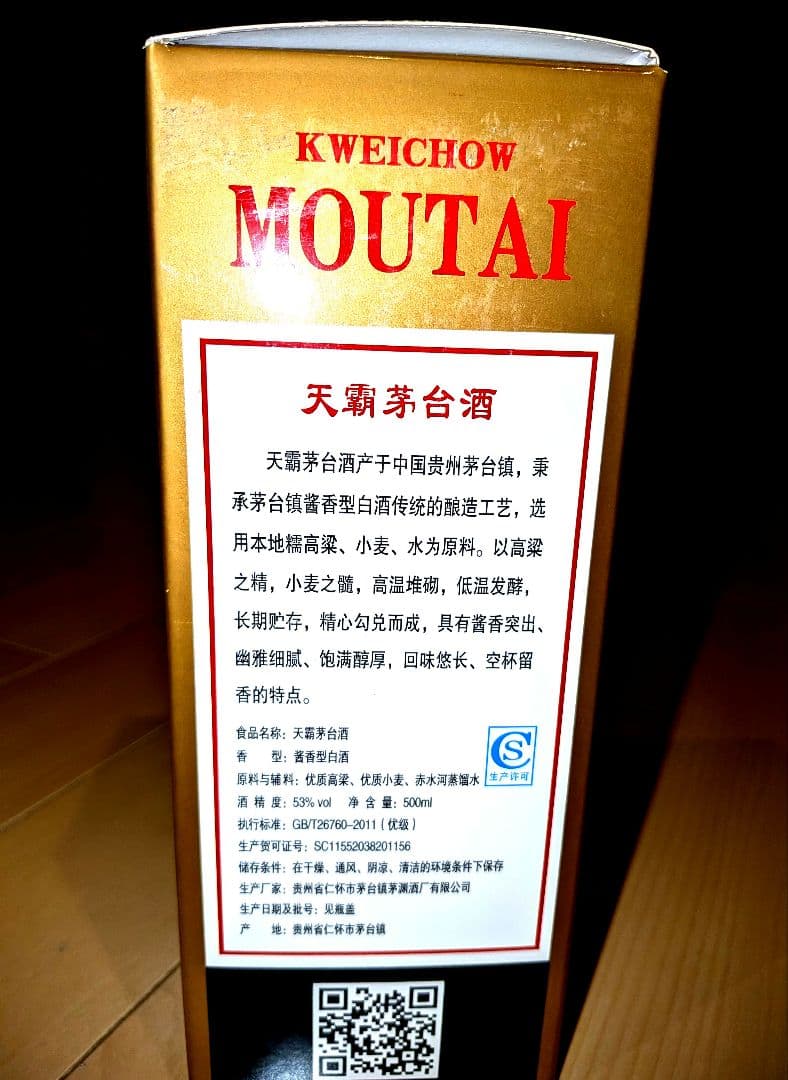 KWEICHOW
MOUTAI
天霸茅台酒
天霸茅台酒产于中国贵州茅台镇，秉
承茅台镇酱香型白酒传统的酿造工艺，选
用本地糯高粱、小麦、水为原料。以高粱
之精，小麦之髓，高温堆砌，低温发酵，
长期贮存，精心勾兑而成，具有酱香突出、
幽雅细腻、饱满醇厚，回味悠长、空杯留
香的特点。
食品名称：天霸茅台酒
香　　型：酱香型白酒
原料与辅料：优质高粱、优质小麦、赤水河蒸馏水
酒 精 度：53% vol　净 含 量：500ml
执行标准：GB/T26760-2011（优级）
生产贺可证号：SC11552038201156
储存条件：在干燥、通风、阴凉、清洁的环境条件下保存
生产厂家：贵州省仁怀市茅台镇茅渊酒厂有限公司
生产日期及批号：见瓶盖
产　　地：贵州省仁怀市茅台镇
CS
生产许可